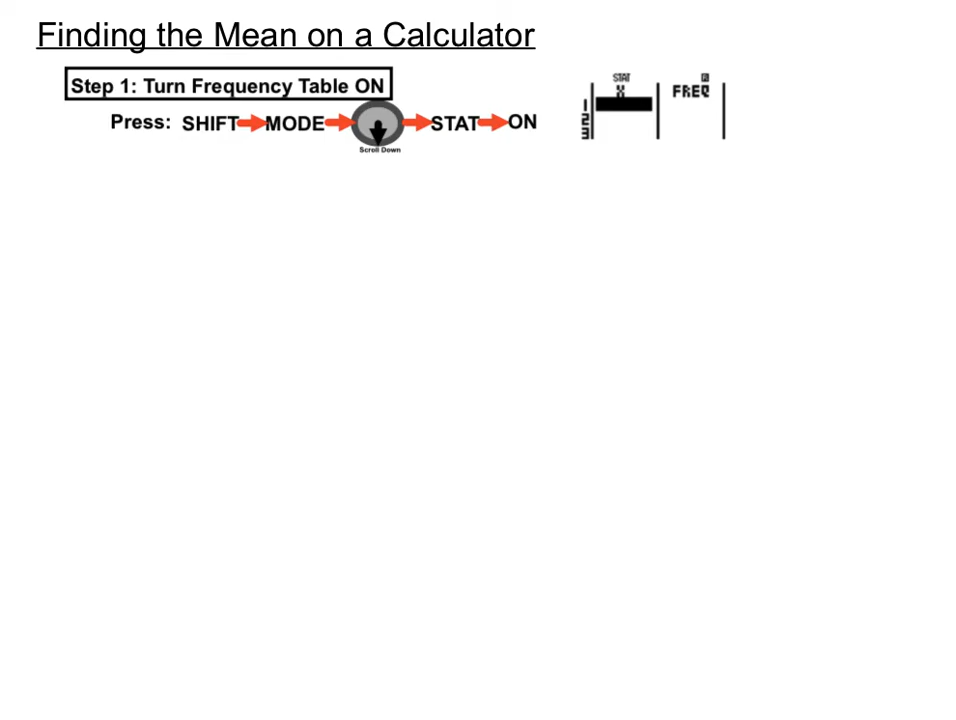 Finding the Mean on a Calculator
Step 1: Turn Frequency Table ON
Press: SHIFT MODE STAT ON
Scroll Down
STAT
X FREQ
1
2
3